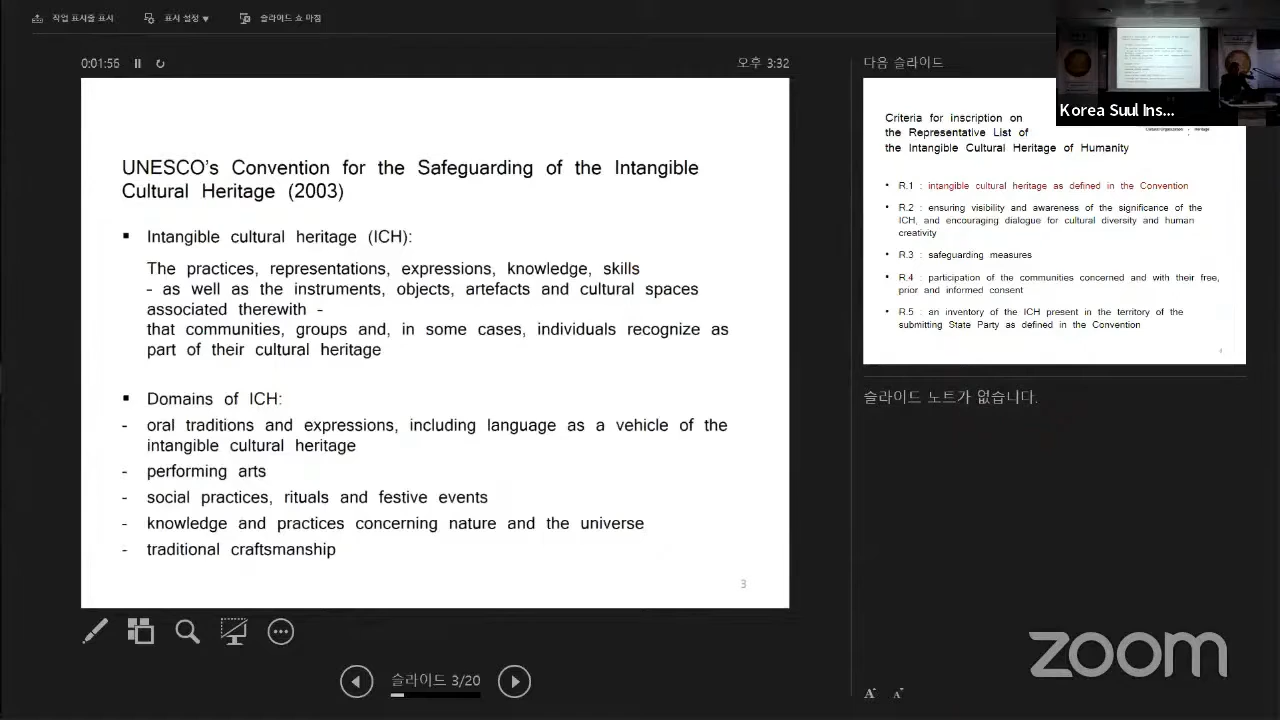 작업 표시줄 표시
표시 설정 ▼
슬라이드 쇼 마침
0:01:55
오후 3:32
음 슬라이드
Korea Suul Ins...
UNESCO's Convention for the Safeguarding of the Intangible
Cultural Heritage (2003)
▪ Intangible cultural heritage (ICH):
The practices, representations, expressions, knowledge, skills
- as well as the instruments, objects, artefacts and cultural spaces
associated therewith -
that communities, groups and, in some cases, individuals recognize as
part of their cultural heritage
▪ Domains of ICH:
- oral traditions and expressions, including language as a vehicle of the
intangible cultural heritage
- performing arts
- social practices, rituals and festive events
- knowledge and practices concerning nature and the universe
- traditional craftsmanship
3
Criteria for inscription on
the Representative List of
the Intangible Cultural Heritage of Humanity
Cultural Organization
Heritage
• R.1 : intangible cultural heritage as defined in the Convention
• R.2 : ensuring visibility and awareness of the significance of the
ICH, and encouraging dialogue for cultural diversity and human
creativity
• R.3 : safeguarding measures
• R.4 : participation of the communities concerned and with their free,
prior and informed consent
• R.5 : an inventory of the ICH present in the territory of the
submitting State Party as defined in the Convention
4
슬라이드 노트가 없습니다.
슬라이드 3/20
A A
zoom